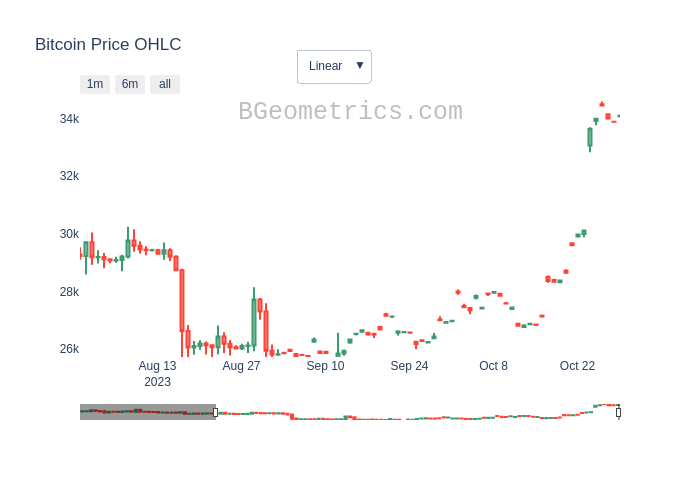 Bitcoin Price OHLC
Linear ▼
1m 6m all
BGeometrics.com
34k
32k
30k
28k
26k
Aug 13 Aug 27 Sep 10 Sep 24 Oct 8 Oct 22
2023